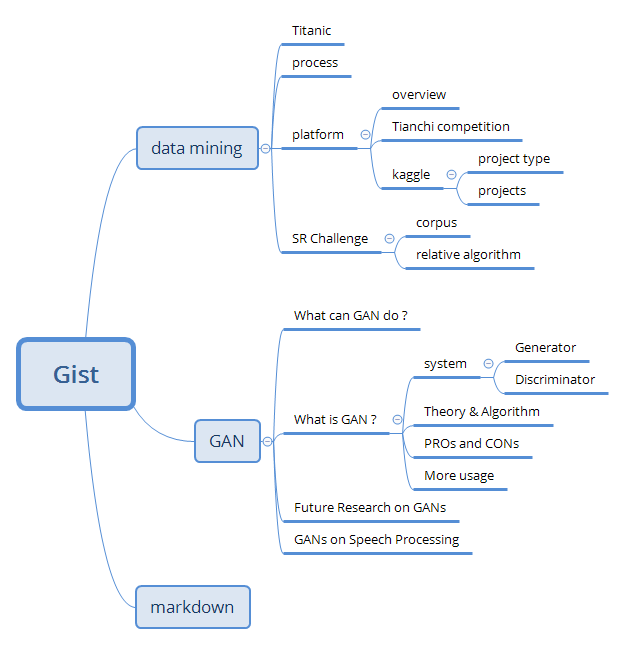 Gist
data mining
Titanic
process
platform
overview
Tianchi competition
kaggle
project type
projects
SR Challenge
corpus
relative algorithm
GAN
What can GAN do ?
What is GAN ?
system
Generator
Discriminator
Theory & Algorithm
PROs and CONs
More usage
Future Research on GANs
GANs on Speech Processing
markdown